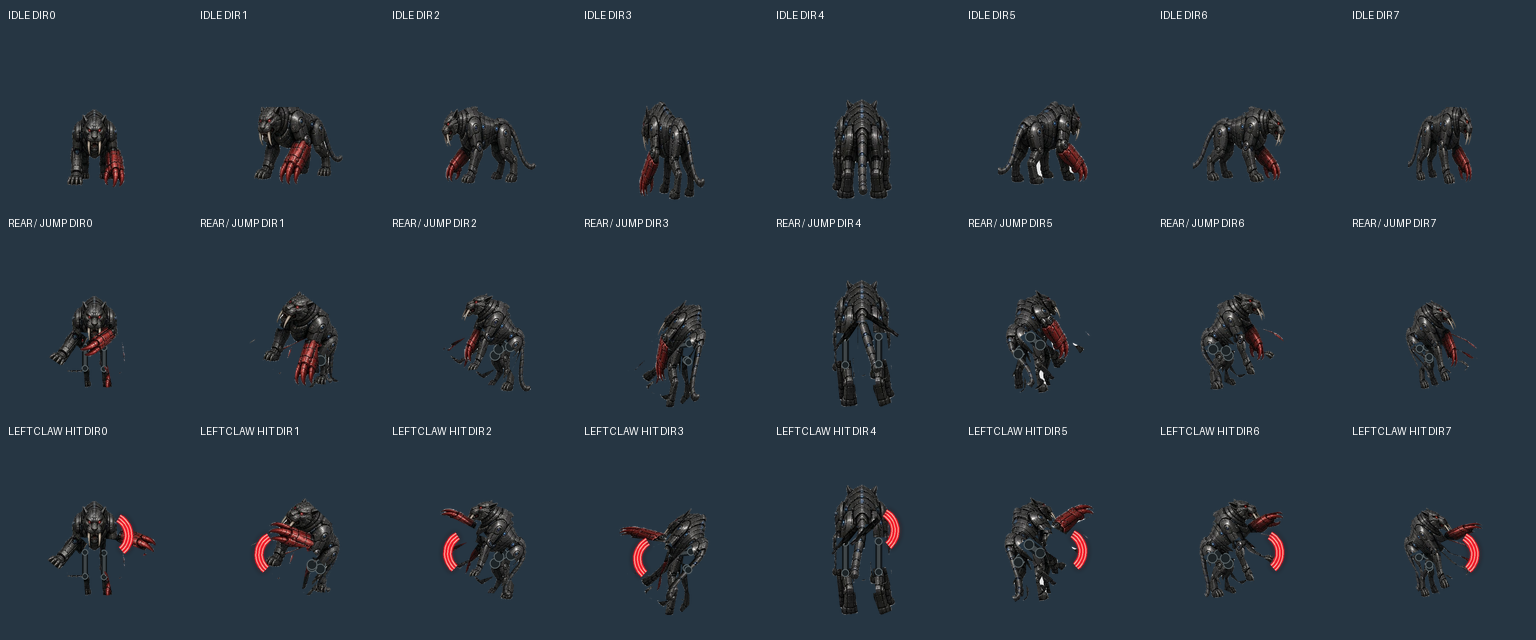 IDLE DIR0 IDLE DIR1 IDLE DIR2 IDLE DIR3 IDLE DIR4 IDLE DIR5 IDLE DIR6 IDLE DIR7
REAR / JUMP DIR0 REAR / JUMP DIR1 REAR / JUMP DIR2 REAR / JUMP DIR3 REAR / JUMP DIR4 REAR / JUMP DIR5 REAR / JUMP DIR6 REAR / JUMP DIR7
LEFTCLAW HIT DIR0 LEFTCLAW HIT DIR1 LEFTCLAW HIT DIR2 LEFTCLAW HIT DIR3 LEFTCLAW HIT DIR4 LEFTCLAW HIT DIR5 LEFTCLAW HIT DIR6 LEFTCLAW HIT DIR7